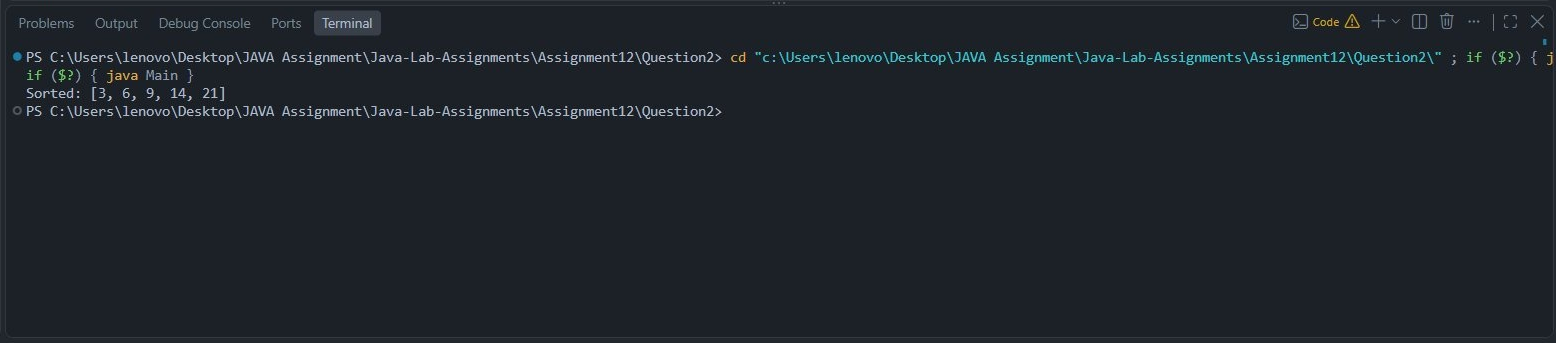 Problems Output Debug Console Ports Terminal Code
PS C:\Users\lenovo\Desktop\JAVA Assignment\Java-Lab-Assignments\Assignment12\Question2> cd "c:\Users\lenovo\Desktop\JAVA Assignment\Java-Lab-Assignments\Assignment12\Question2\" ; if ($?) { j
if ($?) { java Main }
Sorted: [3, 6, 9, 14, 21]
PS C:\Users\lenovo\Desktop\JAVA Assignment\Java-Lab-Assignments\Assignment12\Question2>